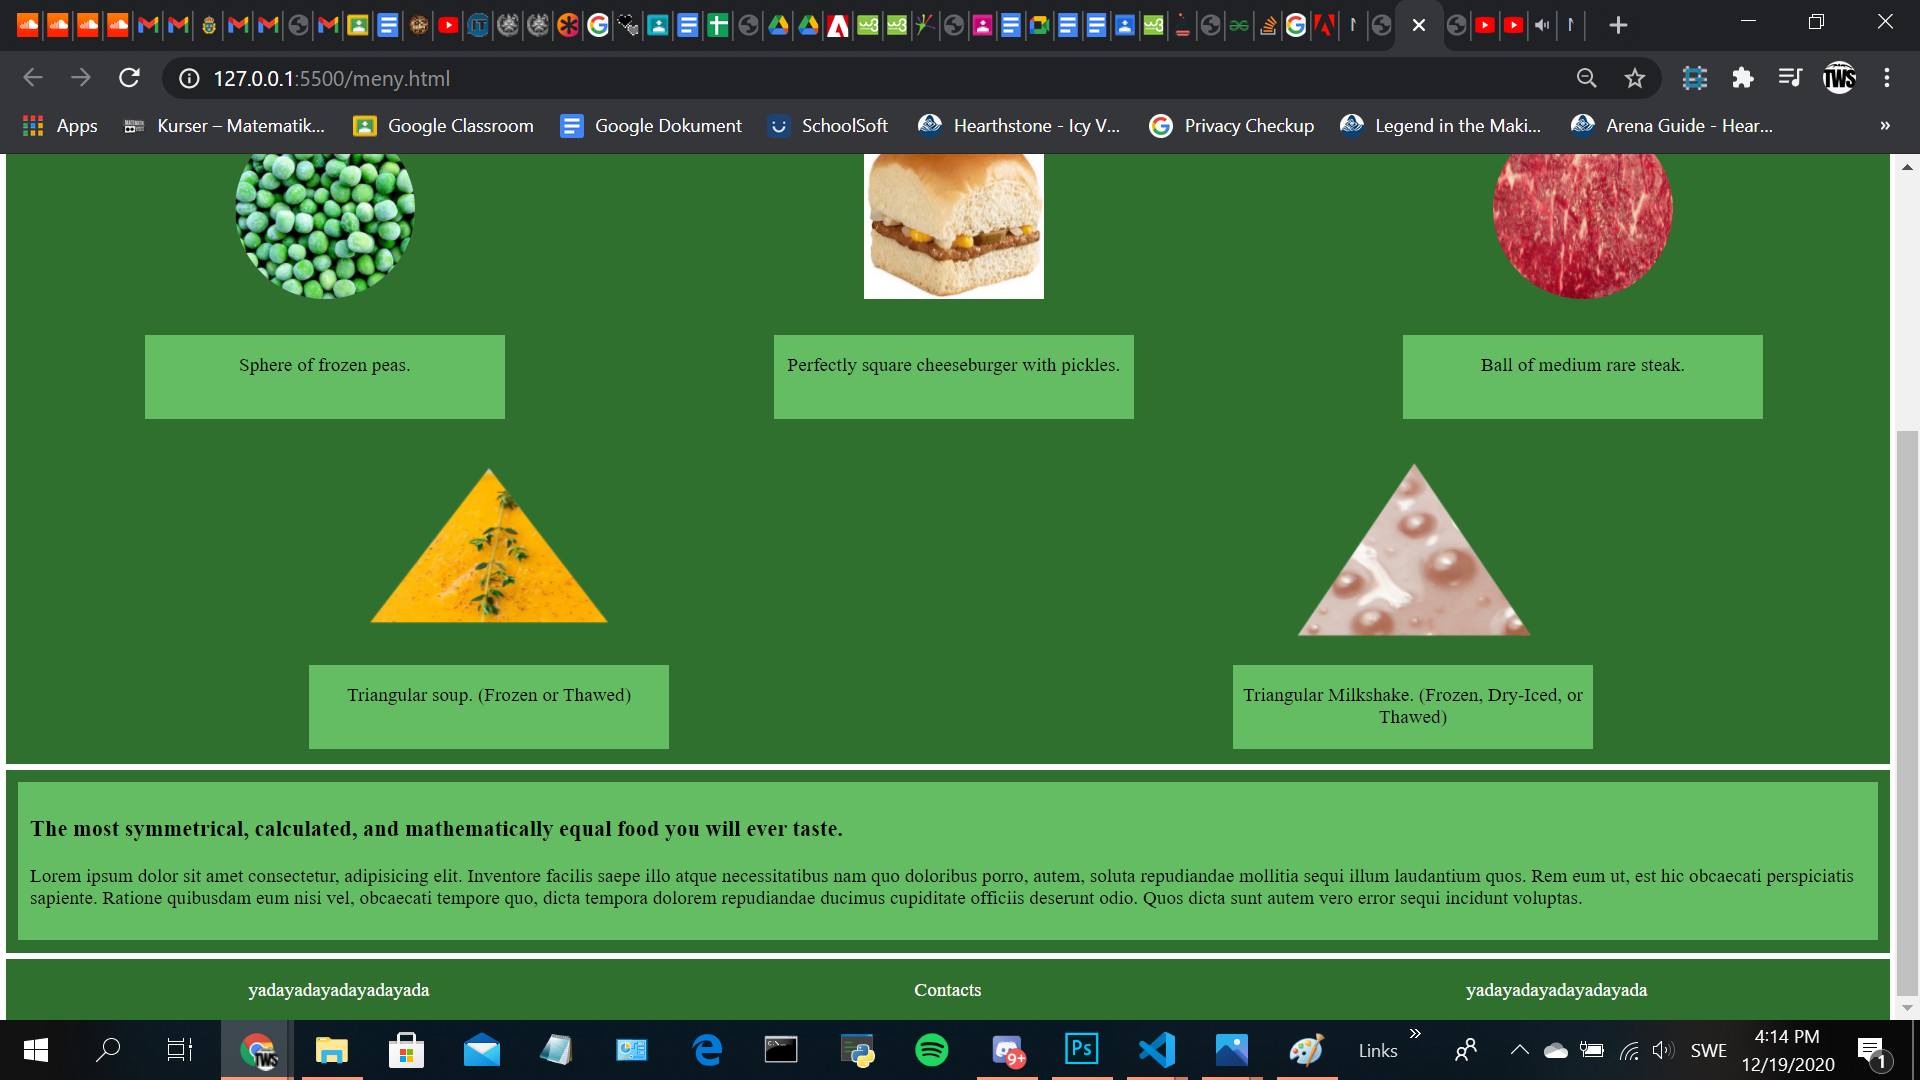 127.0.0.1:5500/meny.html
TWS
Apps
Kurser – Matematik...
Google Classroom
Google Dokument
SchoolSoft
Hearthstone - Icy V...
Privacy Checkup
Legend in the Maki...
Arena Guide - Hear...
»
Sphere of frozen peas.
Perfectly square cheeseburger with pickles.
Ball of medium rare steak.
Triangular soup. (Frozen or Thawed)
Triangular Milkshake. (Frozen, Dry-Iced, or
Thawed)
The most symmetrical, calculated, and mathematically equal food you will ever taste.
Lorem ipsum dolor sit amet consectetur, adipisicing elit. Inventore facilis saepe illo atque necessitatibus nam quo doloribus porro, autem, soluta repudiandae mollitia sequi illum laudantium quos. Rem eum ut, est hic obcaecati perspiciatis
sapiente. Ratione quibusdam eum nisi vel, obcaecati tempore quo, dicta tempora dolorem repudiandae ducimus cupiditate officiis deserunt odio. Quos dicta sunt autem vero error sequi incidunt voluptas.
yadayadayadayadayada
Contacts
yadayadayadayadayada
TWS
9+
Ps
Links
»
SWE
4:14 PM
12/19/2020
1